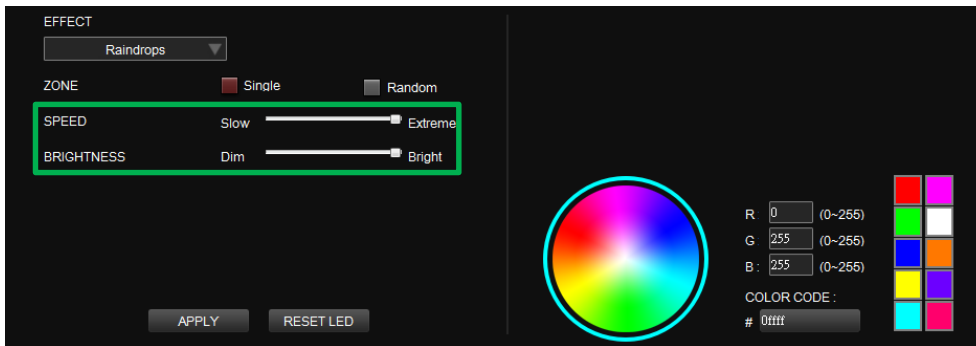 EFFECT
Raindrops
ZONE Single Random
SPEED Slow Extreme
BRIGHTNESS Dim Bright
APPLY RESET LED
R 0 (0~255)
G 255 (0~255)
B : 255 (0~255)
COLOR CODE :
# 0ffff